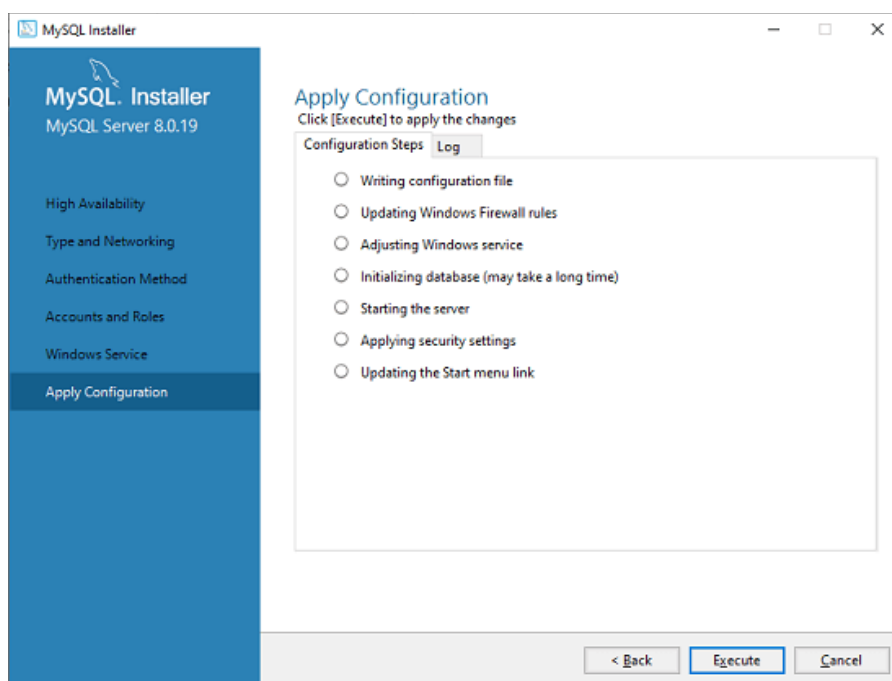 MySQL Installer
MySQL. Installer
MySQL Server 8.0.19
High Availability
Type and Networking
Authentication Method
Accounts and Roles
Windows Service
Apply Configuration
Apply Configuration
Click [Execute] to apply the changes
Configuration Steps Log
Writing configuration file
Updating Windows Firewall rules
Adjusting Windows service
Initializing database (may take a long time)
Starting the server
Applying security settings
Updating the Start menu link
< Back Execute Cancel